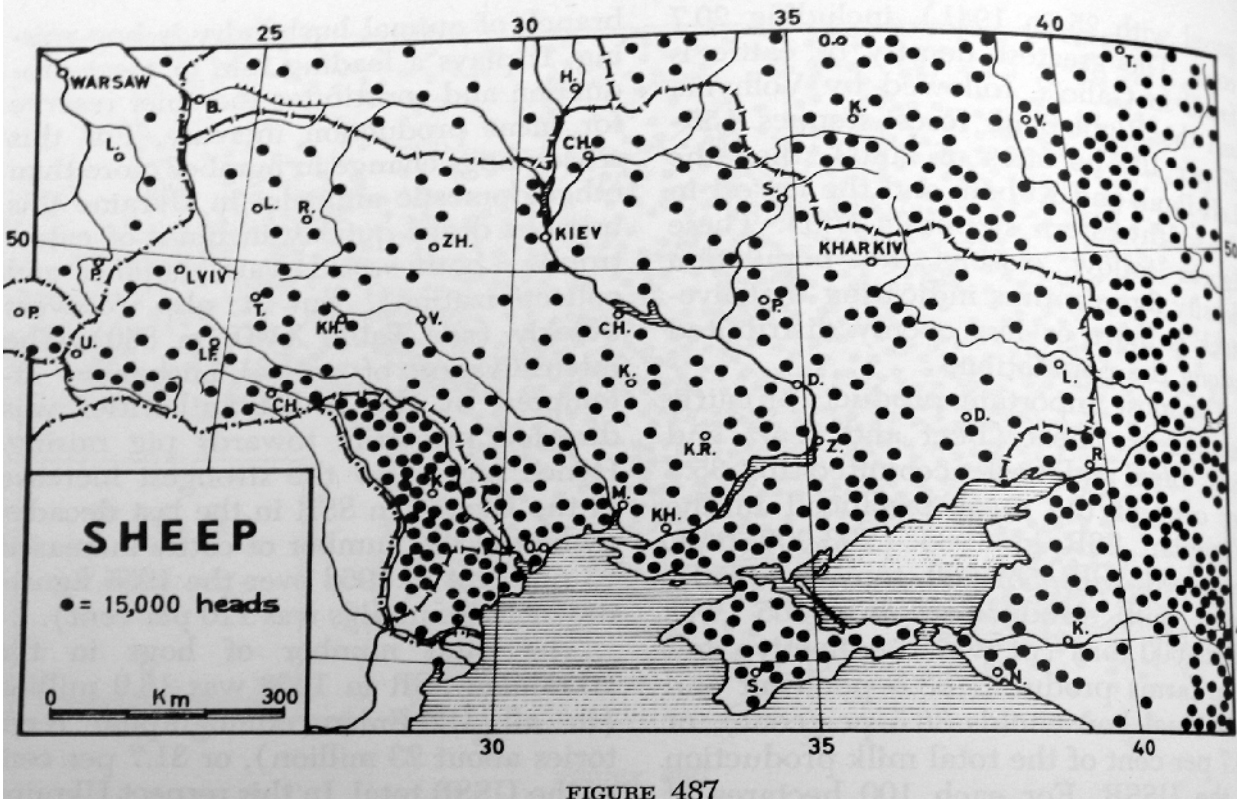 25
30
35
40
WARSAW
B.
H.
O
K.
V.
T.
L.
CH.
S.
L.
R.
50
ZH.
KIEV
KHARKIV
50
P.
LVIV
P.
T.
KH.
V.
CH.
P.
U.
I.F.
K.
D.
L.
CH.
D.
K.R.
Z.
R.
K.
M.
KH.
O
SHEEP
= 15,000 heads
K.
S.
N.
0 Km 300
30
35
40
FIGURE 487